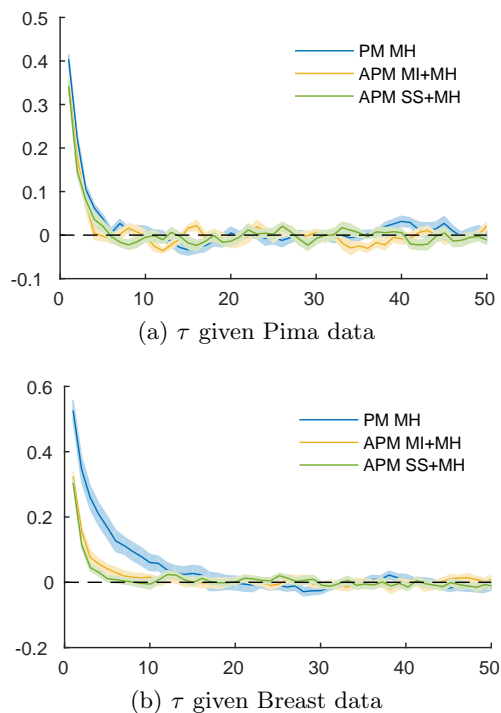 0.5
0.4
0.3
0.2
0.1
0
-0.1
PM MH
APM MI+MH
APM SS+MH
0 10 20 30 40 50
(a) τ given Pima data
0.6
0.4
0.2
0
-0.2
PM MH
APM MI+MH
APM SS+MH
0 10 20 30 40 50
(b) τ given Breast data